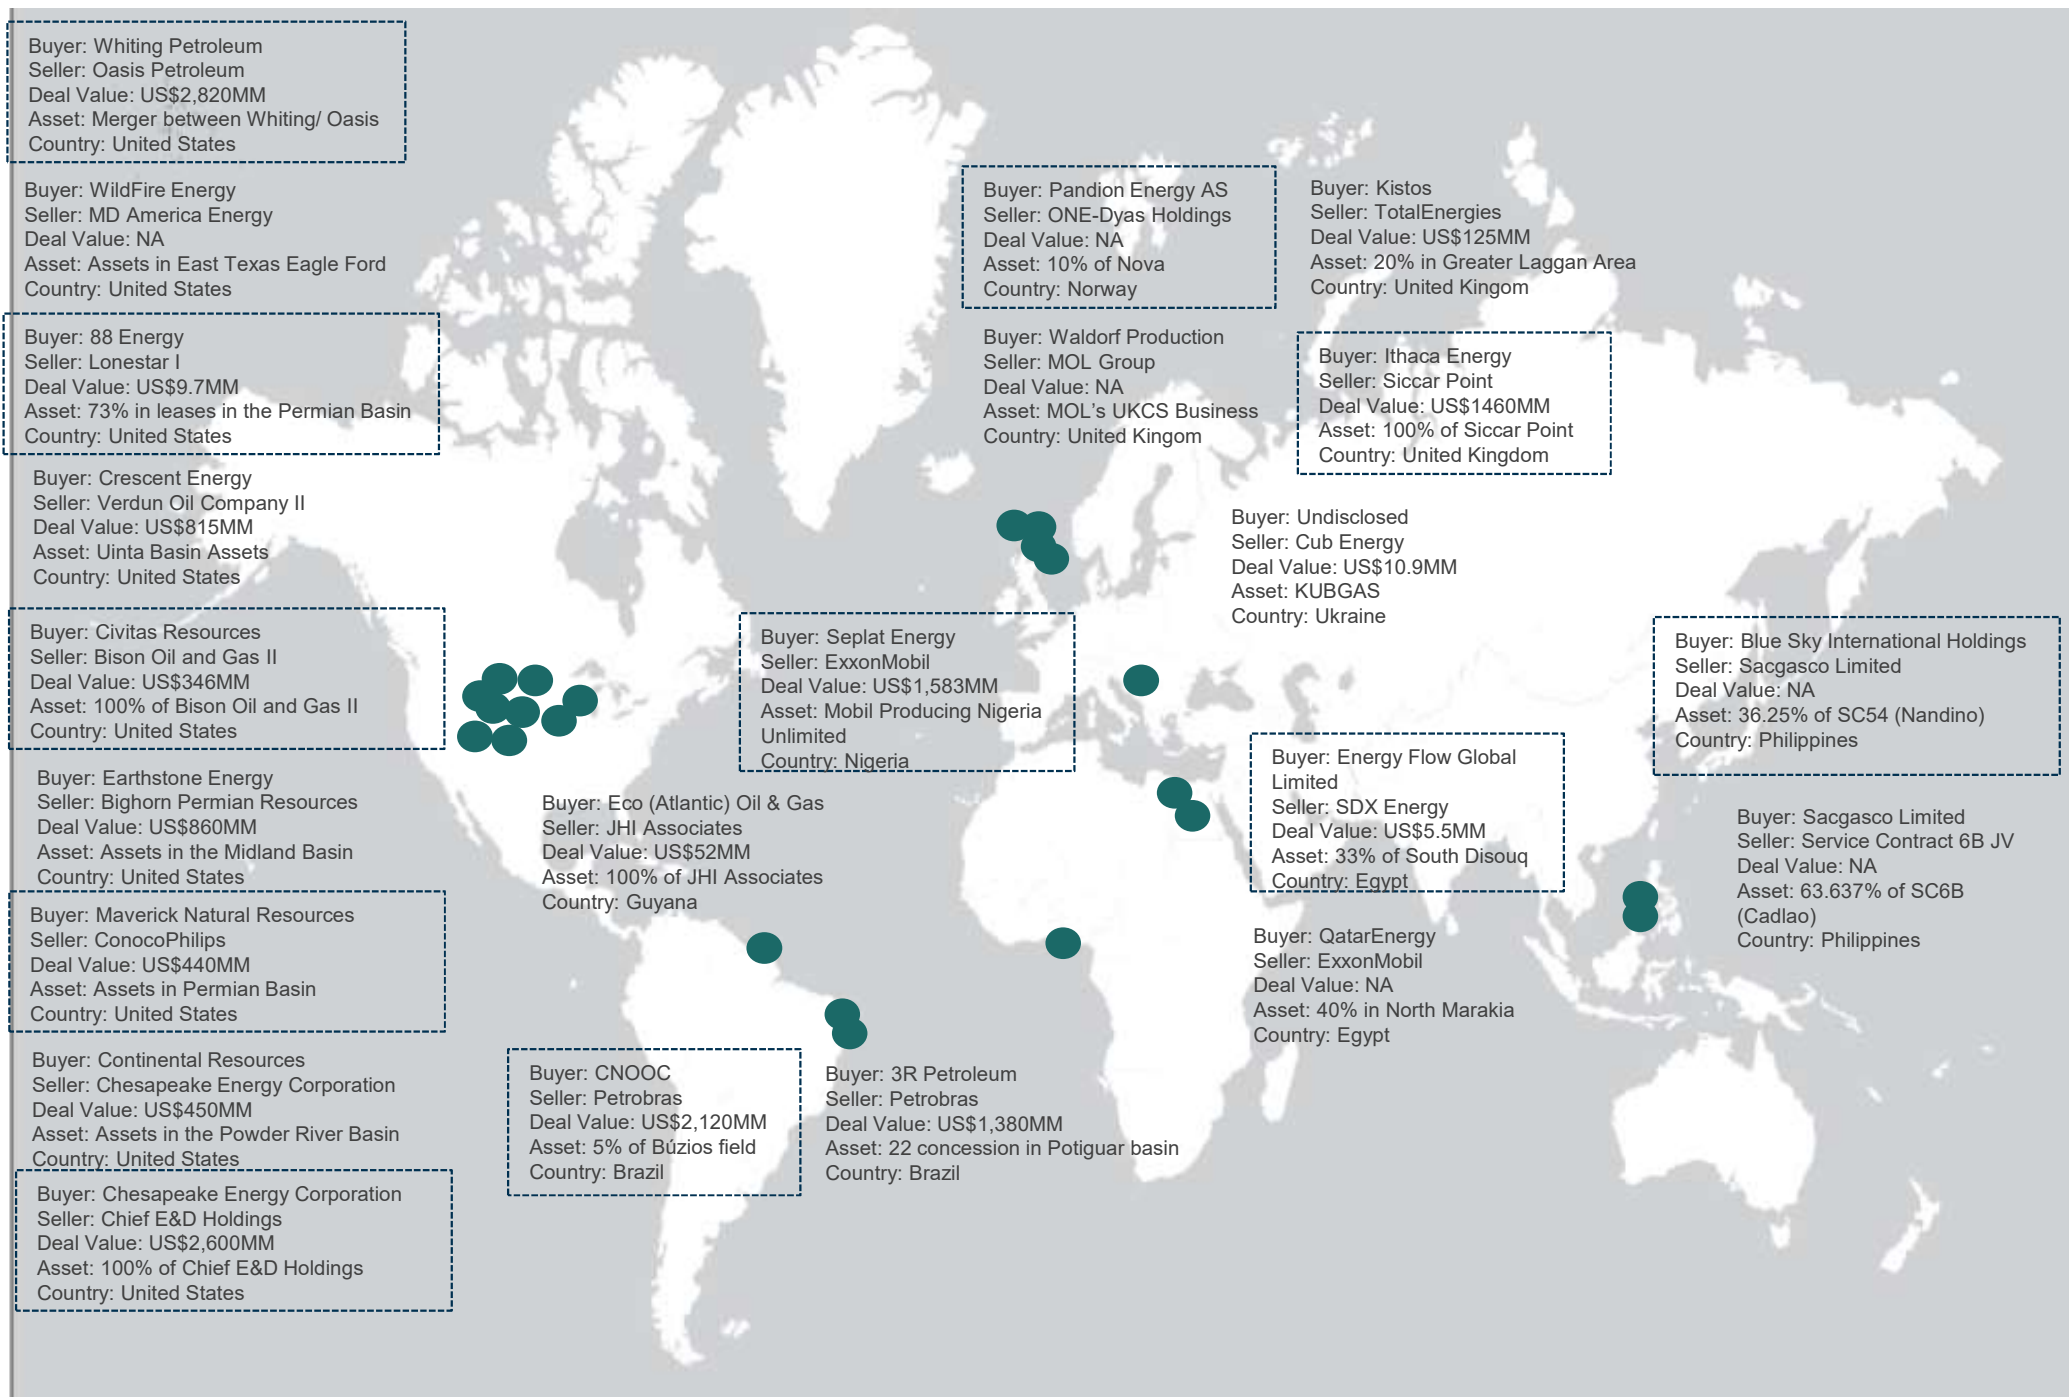 Buyer: Whiting Petroleum
Seller: Oasis Petroleum
Deal Value: US$2,820MM
Asset: Merger between Whiting/ Oasis
Country: United States
Buyer: WildFire Energy
Seller: MD America Energy
Deal Value: NA
Asset: Assets in East Texas Eagle Ford
Country: United States
Buyer: 88 Energy
Seller: Lonestar I
Deal Value: US$9.7MM
Asset: 73% in leases in the Permian Basin
Country: United States
Buyer: Crescent Energy
Seller: Verdun Oil Company II
Deal Value: US$815MM
Asset: Uinta Basin Assets
Country: United States
Buyer: Civitas Resources
Seller: Bison Oil and Gas II
Deal Value: US$346MM
Asset: 100% of Bison Oil and Gas II
Country: United States
Buyer: Earthstone Energy
Seller: Bighorn Permian Resources
Deal Value: US$860MM
Asset: Assets in the Midland Basin
Country: United States
Buyer: Maverick Natural Resources
Seller: ConocoPhilips
Deal Value: US$440MM
Asset: Assets in Permian Basin
Country: United States
Buyer: Continental Resources
Seller: Chesapeake Energy Corporation
Deal Value: US$450MM
Asset: Assets in the Powder River Basin
Country: United States
Buyer: Chesapeake Energy Corporation
Seller: Chief E&D Holdings
Deal Value: US$2,600MM
Asset: 100% of Chief E&D Holdings
Country: United States
Buyer: Eco (Atlantic) Oil & Gas
Seller: JHI Associates
Deal Value: US$52MM
Asset: 100% of JHI Associates
Country: Guyana
Buyer: CNOOC
Seller: Petrobras
Deal Value: US$2,120MM
Asset: 5% of Búzios field
Country: Brazil
Buyer: 3R Petroleum
Seller: Petrobras
Deal Value: US$1,380MM
Asset: 22 concession in Potiguar basin
Country: Brazil
Buyer: Seplat Energy
Seller: ExxonMobil
Deal Value: US$1,583MM
Asset: Mobil Producing Nigeria
Unlimited
Country: Nigeria
Buyer: Pandion Energy AS
Seller: ONE-Dyas Holdings
Deal Value: NA
Asset: 10% of Nova
Country: Norway
Buyer: Waldorf Production
Seller: MOL Group
Deal Value: NA
Asset: MOL's UKCS Business
Country: United Kingom
Buyer: Kistos
Seller: TotalEnergies
Deal Value: US$125MM
Asset: 20% in Greater Laggan Area
Country: United Kingom
Buyer: Ithaca Energy
Seller: Siccar Point
Deal Value: US$1460MM
Asset: 100% of Siccar Point
Country: United Kingdom
Buyer: Undisclosed
Seller: Cub Energy
Deal Value: US$10.9MM
Asset: KUBGAS
Country: Ukraine
Buyer: Energy Flow Global
Limited
Seller: SDX Energy
Deal Value: US$5.5MM
Asset: 33% of South Disouq
Country: Egypt
Buyer: QatarEnergy
Seller: ExxonMobil
Deal Value: NA
Asset: 40% in North Marakia
Country: Egypt
Buyer: Blue Sky International Holdings
Seller: Sacgasco Limited
Deal Value: NA
Asset: 36.25% of SC54 (Nandino)
Country: Philippines
Buyer: Sacgasco Limited
Seller: Service Contract 6B JV
Deal Value: NA
Asset: 63.637% of SC6B
(Cadlao)
Country: Philippines